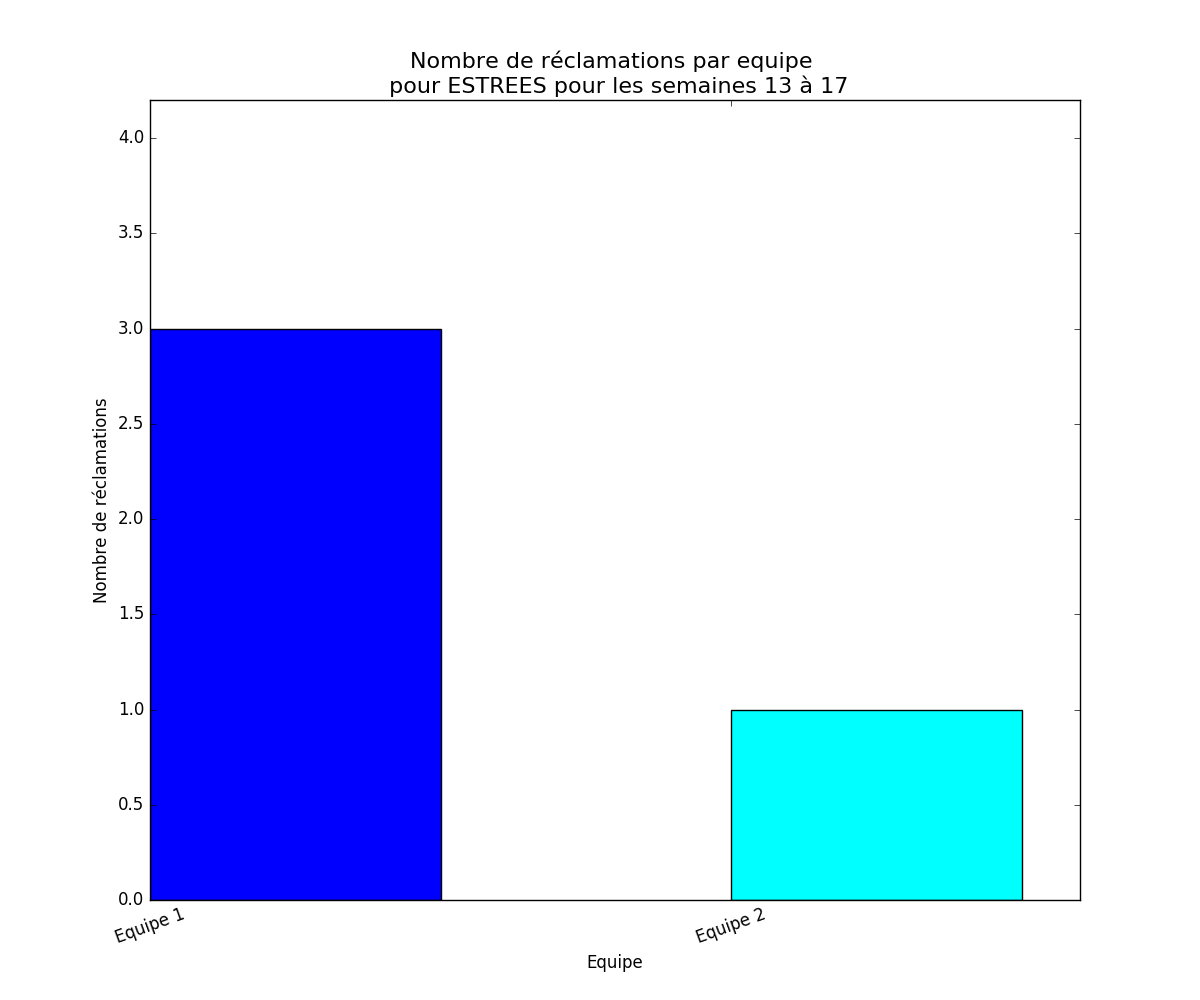 Nombre de réclamations par equipe
pour ESTREES pour les semaines 13 à 17
4.0
3.5
3.0
2.5
2.0
1.5
1.0
0.5
0.0
Nombre de réclamations
Equipe 1
Equipe 2
Equipe